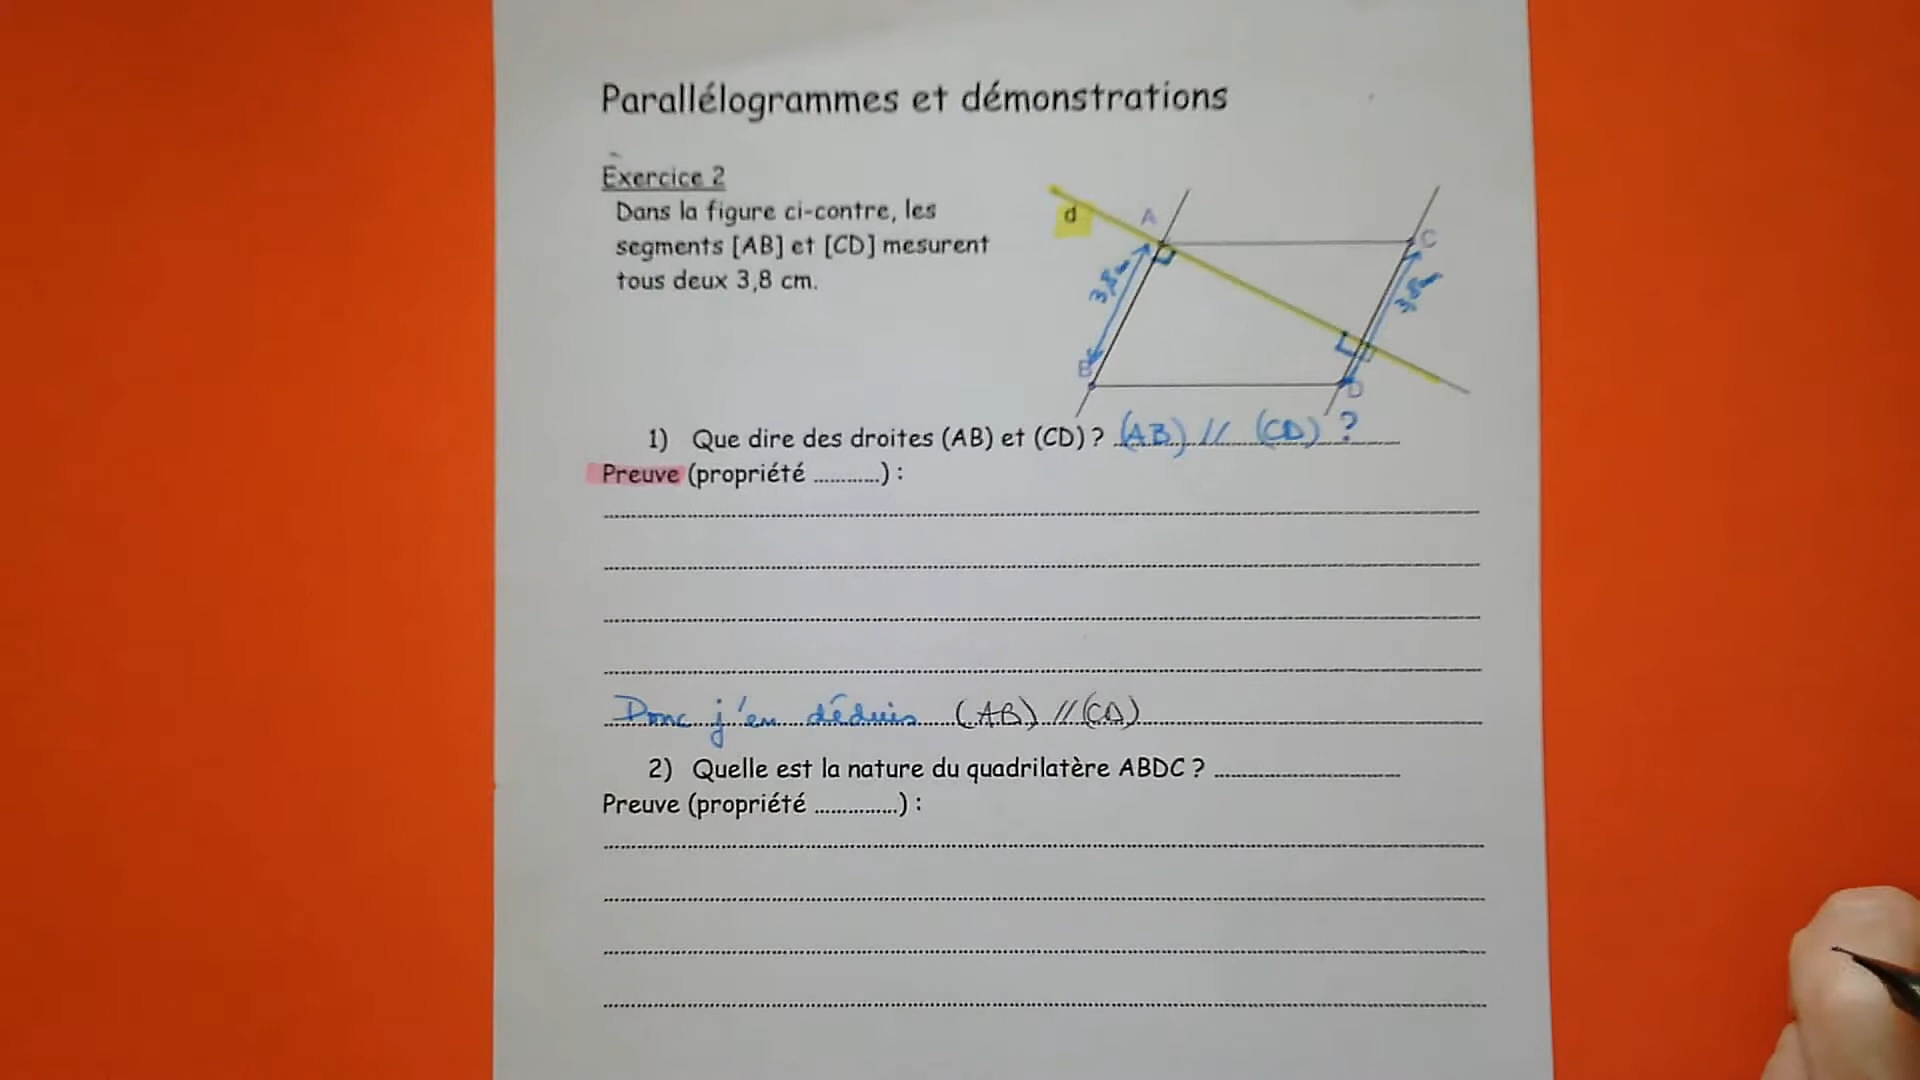 Parallélogrammes et démonstrations
Exercice 2
Dans la figure ci-contre, les
segments [AB] et [CD] mesurent
tous deux 3,8 cm.
d
A
C
3,8
3,8
B
D
1) Que dire des droites (AB) et (CD) ? (AB) // (CD) ?
Preuve (propriété ............) :
Donc j'en déduis (AB) // (CD)
2) Quelle est la nature du quadrilatère ABDC ? ........................
Preuve (propriété ...............) :